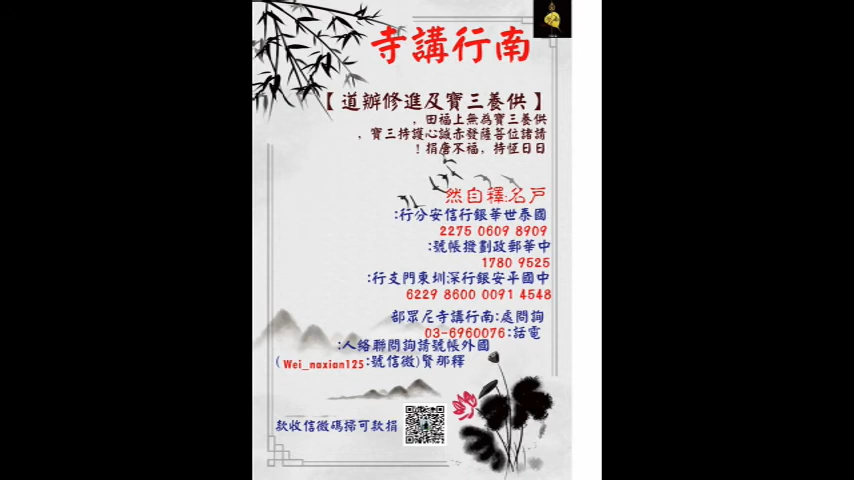 南行講寺
【供養三寶及進修辦道】
供養三寶為無上福田，
請諸位菩薩發赤誠心護持三寶，
日日恆持，福不唐捐！
戶名:釋自然
國泰世華銀行信安分行:
2275 0609 8909
中華郵政劃撥帳號:
1780 9525
中國平安銀行深圳東門支行:
6229 8600 0091 4548
詢問處:南行講寺尼眾部
電話:03-6960076
國外帳號請詢問聯絡人:
釋那賢(微信號:Wei_naxian125)
捐款可掃碼微信收款